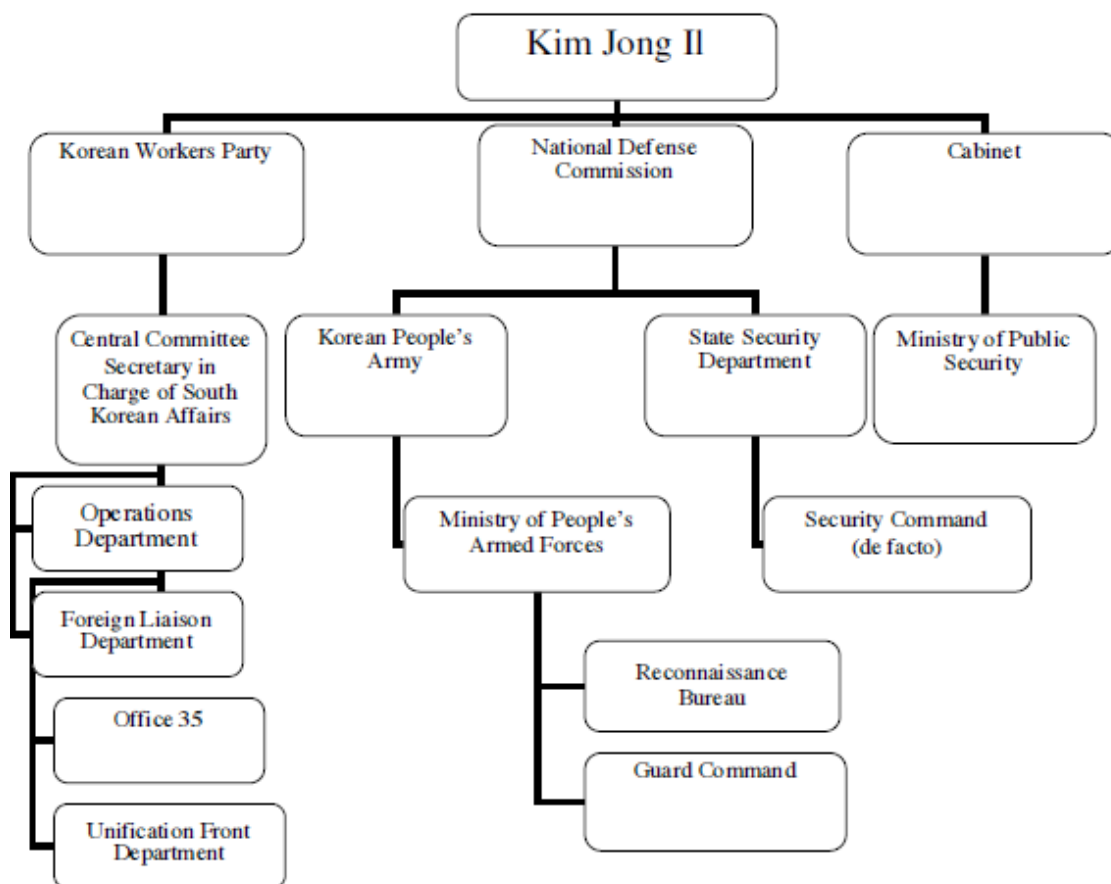 Kim Jong Il
Korean Workers Party
National Defense
Commission
Cabinet
Central Committee
Secretary in
Charge of South
Korean Affairs
Korean People's
Army
State Security
Department
Ministry of Public
Security
Operations
Department
Ministry of People's
Armed Forces
Security Command
(de facto)
Foreign Liaison
Department
Reconnaissance
Bureau
Office 35
Guard Command
Unification Front
Department